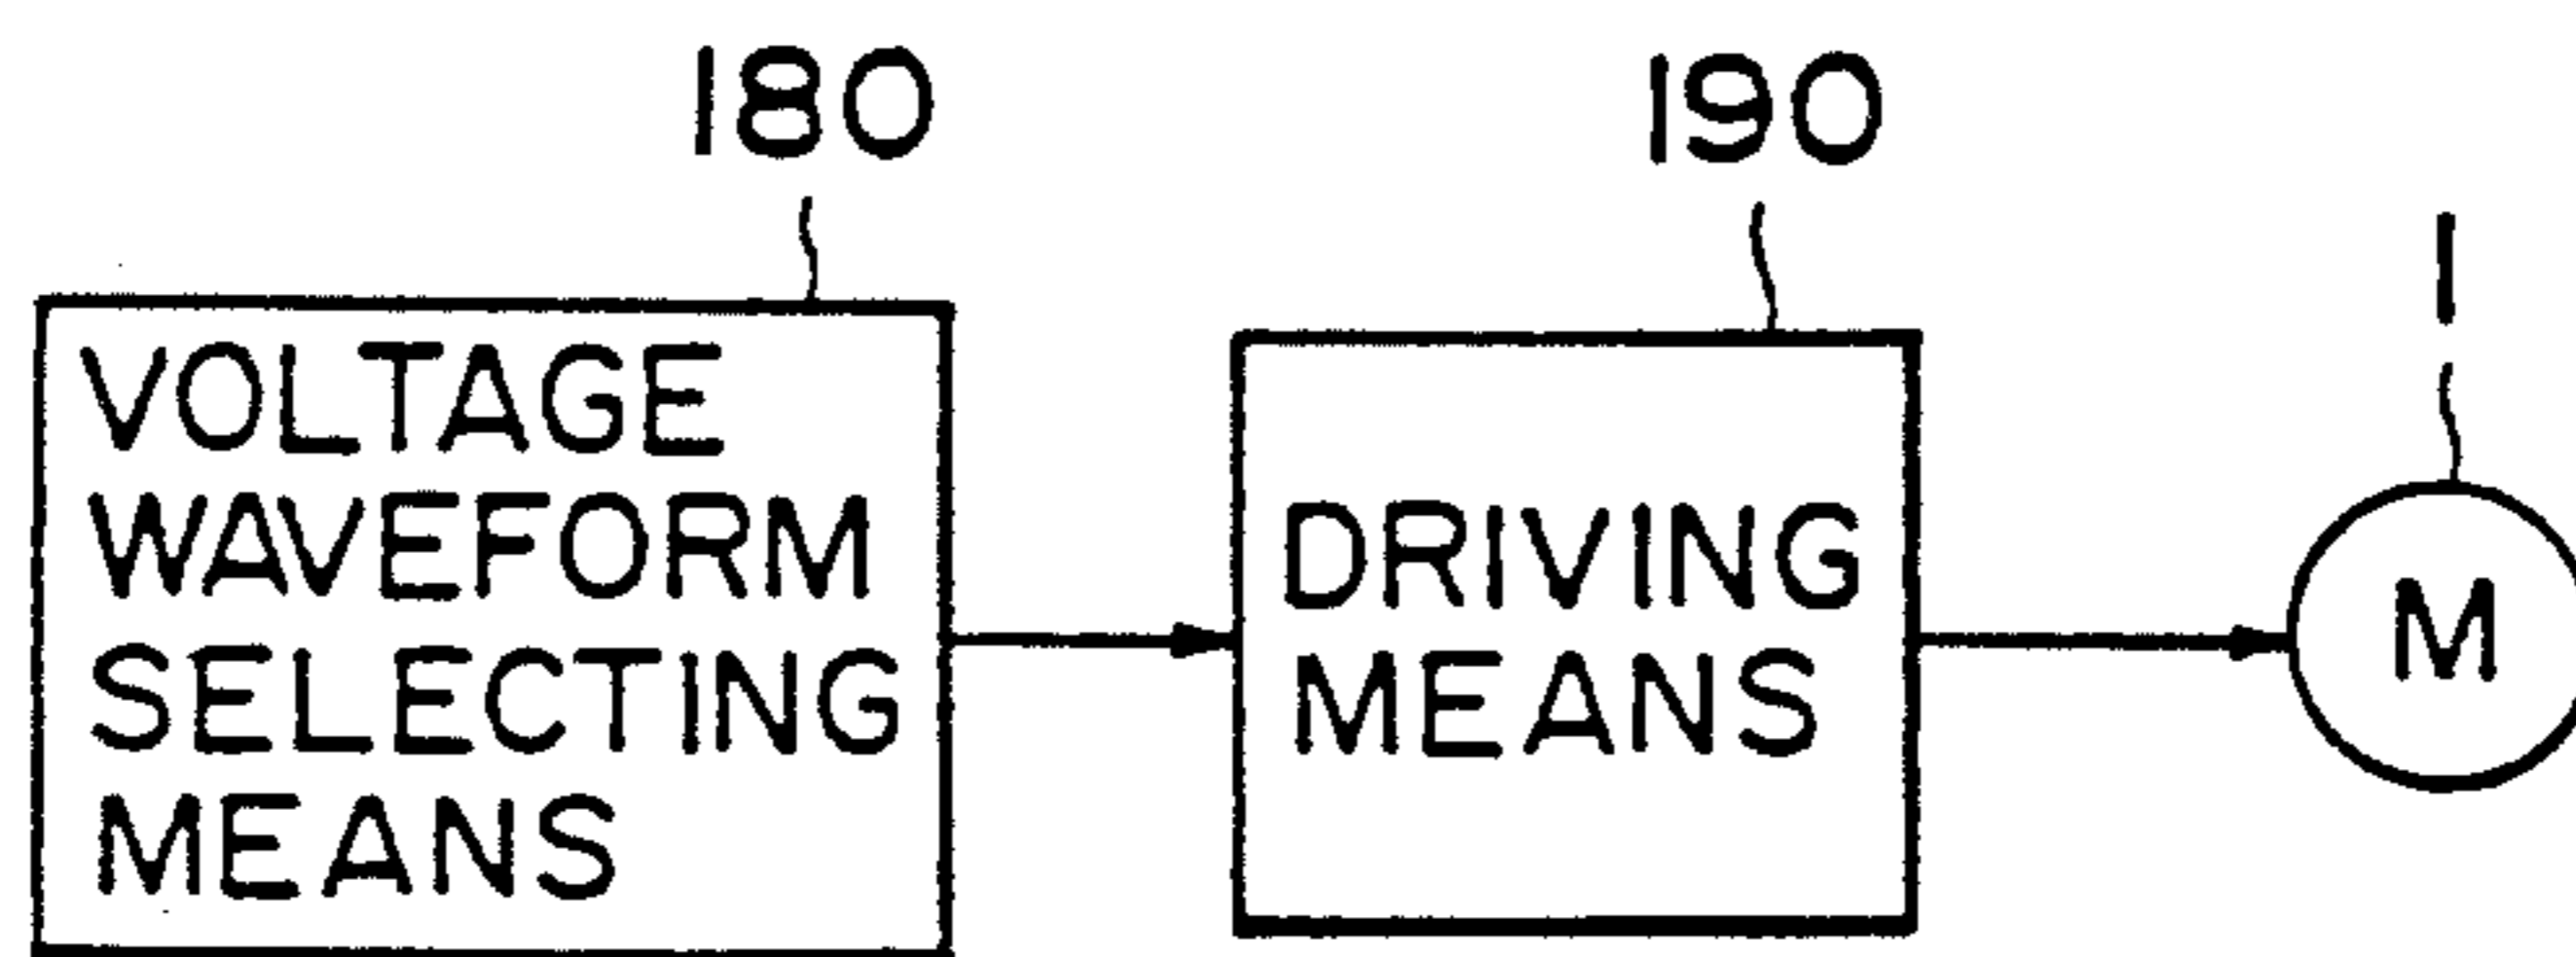 180
190
1
VOLTAGE
WAVEFORM
SELECTING
MEANS
DRIVING
MEANS
M